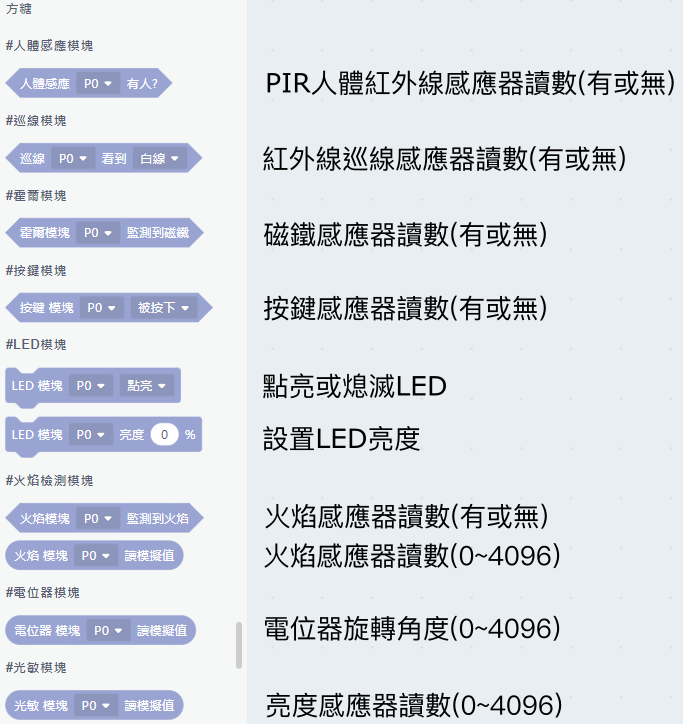 方糖
#人體感應模塊
人體感應 P0 有人?
PIR人體紅外線感應器讀數(有或無)
#巡線模塊
巡線 P0 看到 白線
紅外線巡線感應器讀數(有或無)
#霍爾模塊
霍爾模塊 P0 監測到磁鐵
磁鐵感應器讀數(有或無)
#按鍵模塊
按鍵 模塊 P0 被按下
按鍵感應器讀數(有或無)
#LED模塊
LED 模塊 P0 點亮
點亮或熄滅LED
LED 模塊 P0 亮度 0 %
設置LED亮度
#火焰檢測模塊
火焰模塊 P0 監測到火焰
火焰感應器讀數(有或無)
火焰 模塊 P0 讀模擬值
火焰感應器讀數(0~4096)
#電位器模塊
電位器 模塊 P0 讀模擬值
電位器旋轉角度(0~4096)
#光敏模塊
光敏 模塊 P0 讀模擬值
亮度感應器讀數(0~4096)